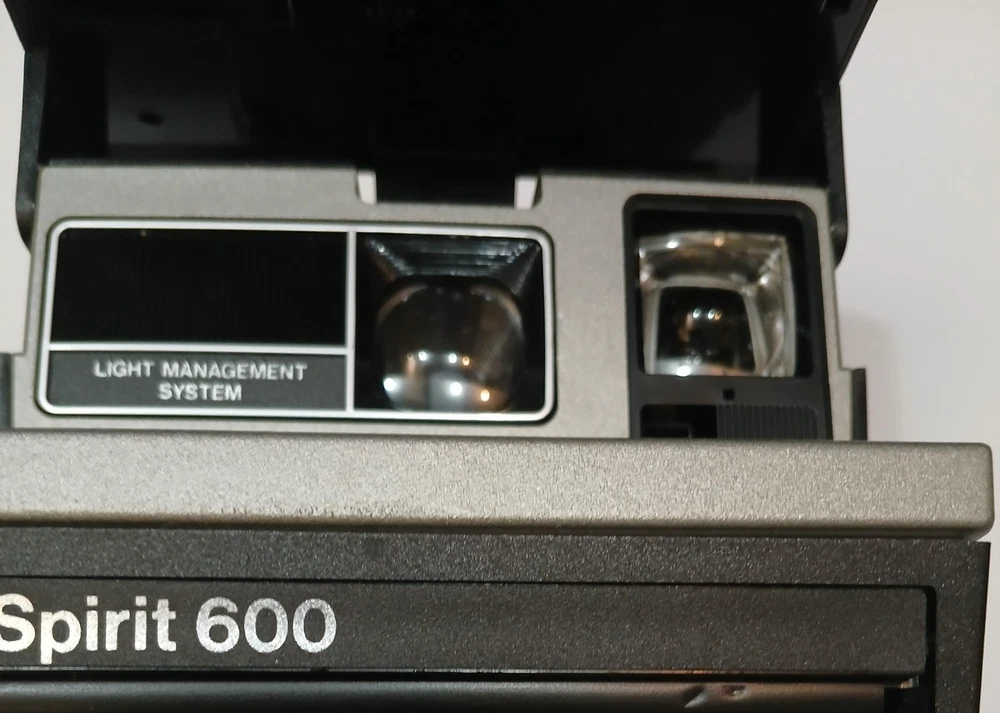 LIGHT MANAGEMENT
SYSTEM
Spirit 600